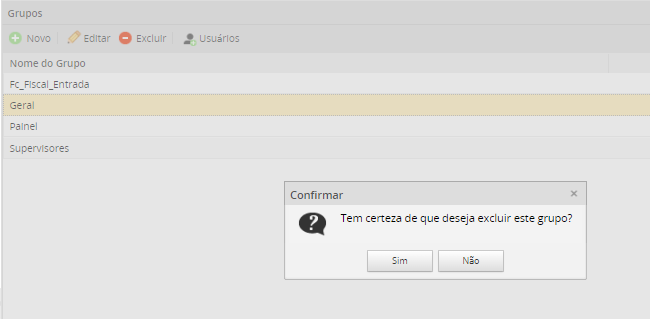 Grupos
Novo Editar Excluir Usuários
Nome do Grupo
Fc_Fiscal_Entrada
Geral
Painel
Supervisores
Confirmar ×
Tem certeza de que deseja excluir este grupo?
Sim Não